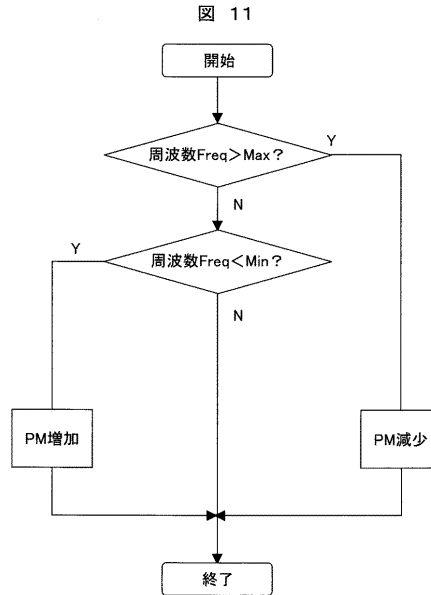 図 11
開始
周波数Freq＞Max？
Y
N
周波数Freq＜Min？
Y
N
PM増加
PM減少
終了